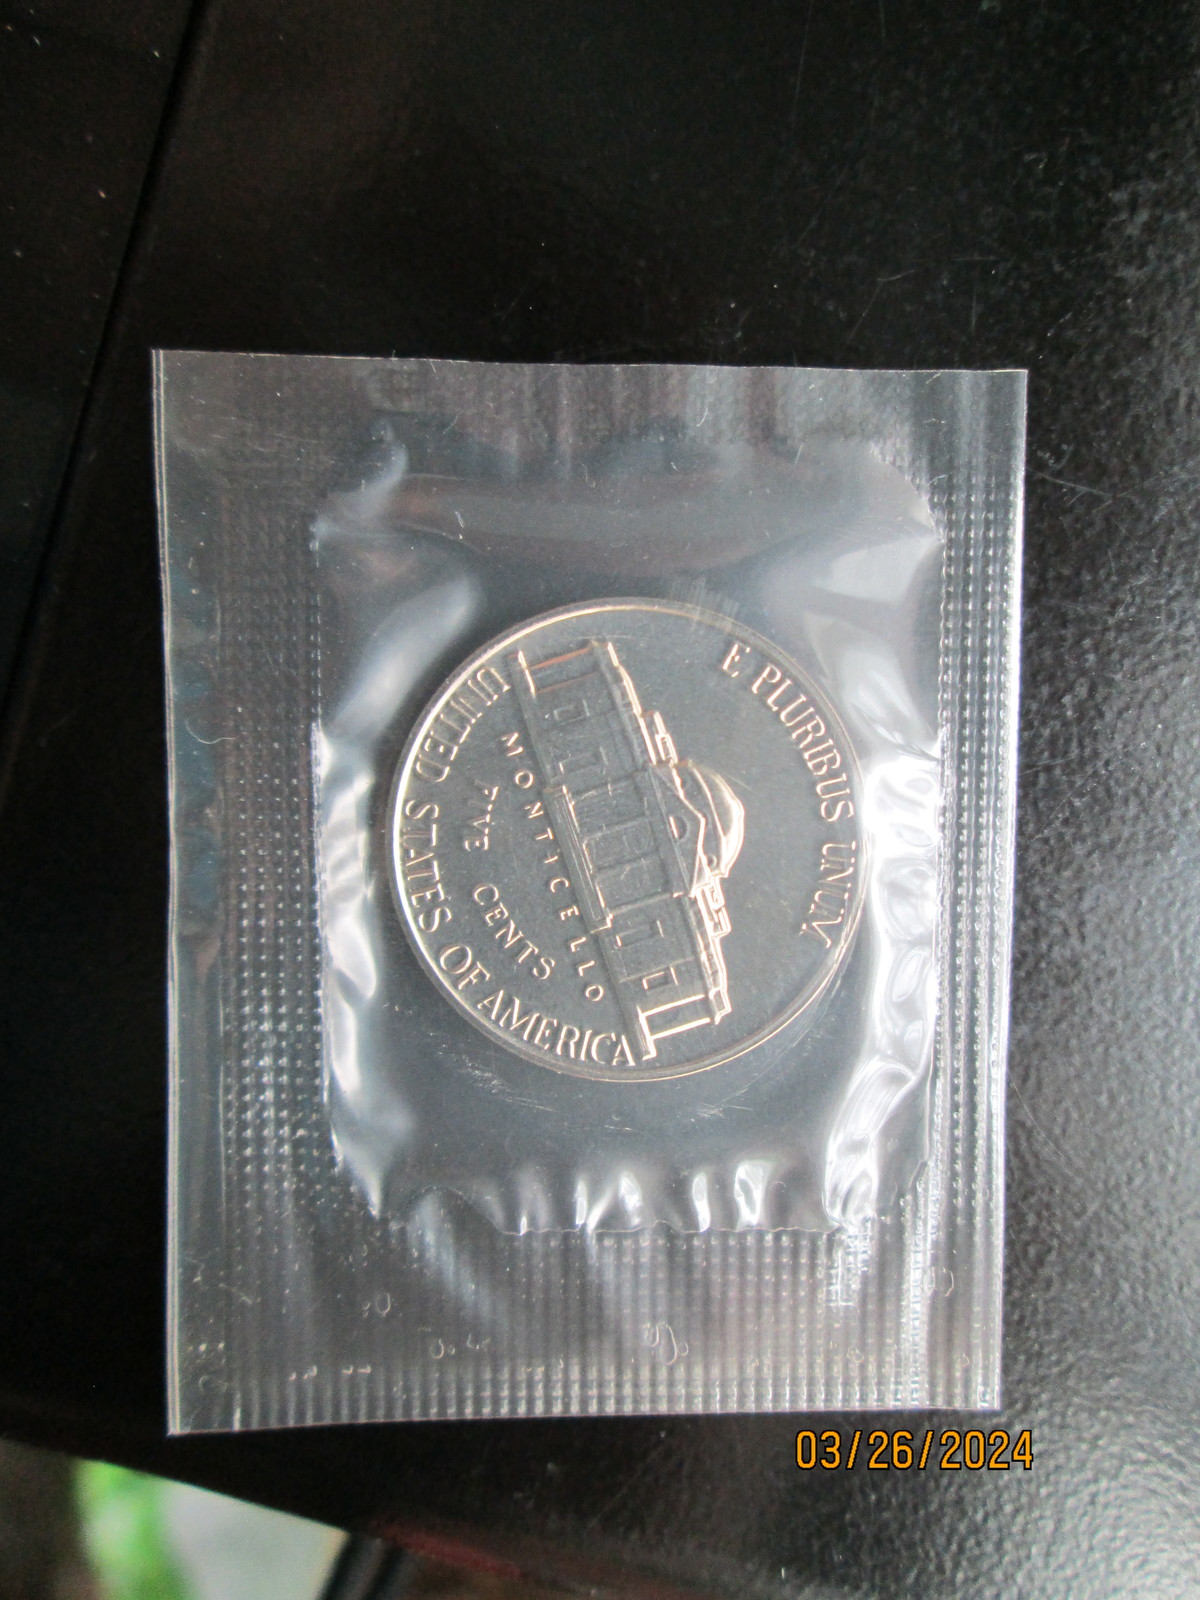 E PLURIBUS UNUM
MONTICELLO
FIVE CENTS
UNITED STATES OF AMERICA
03/26/2024